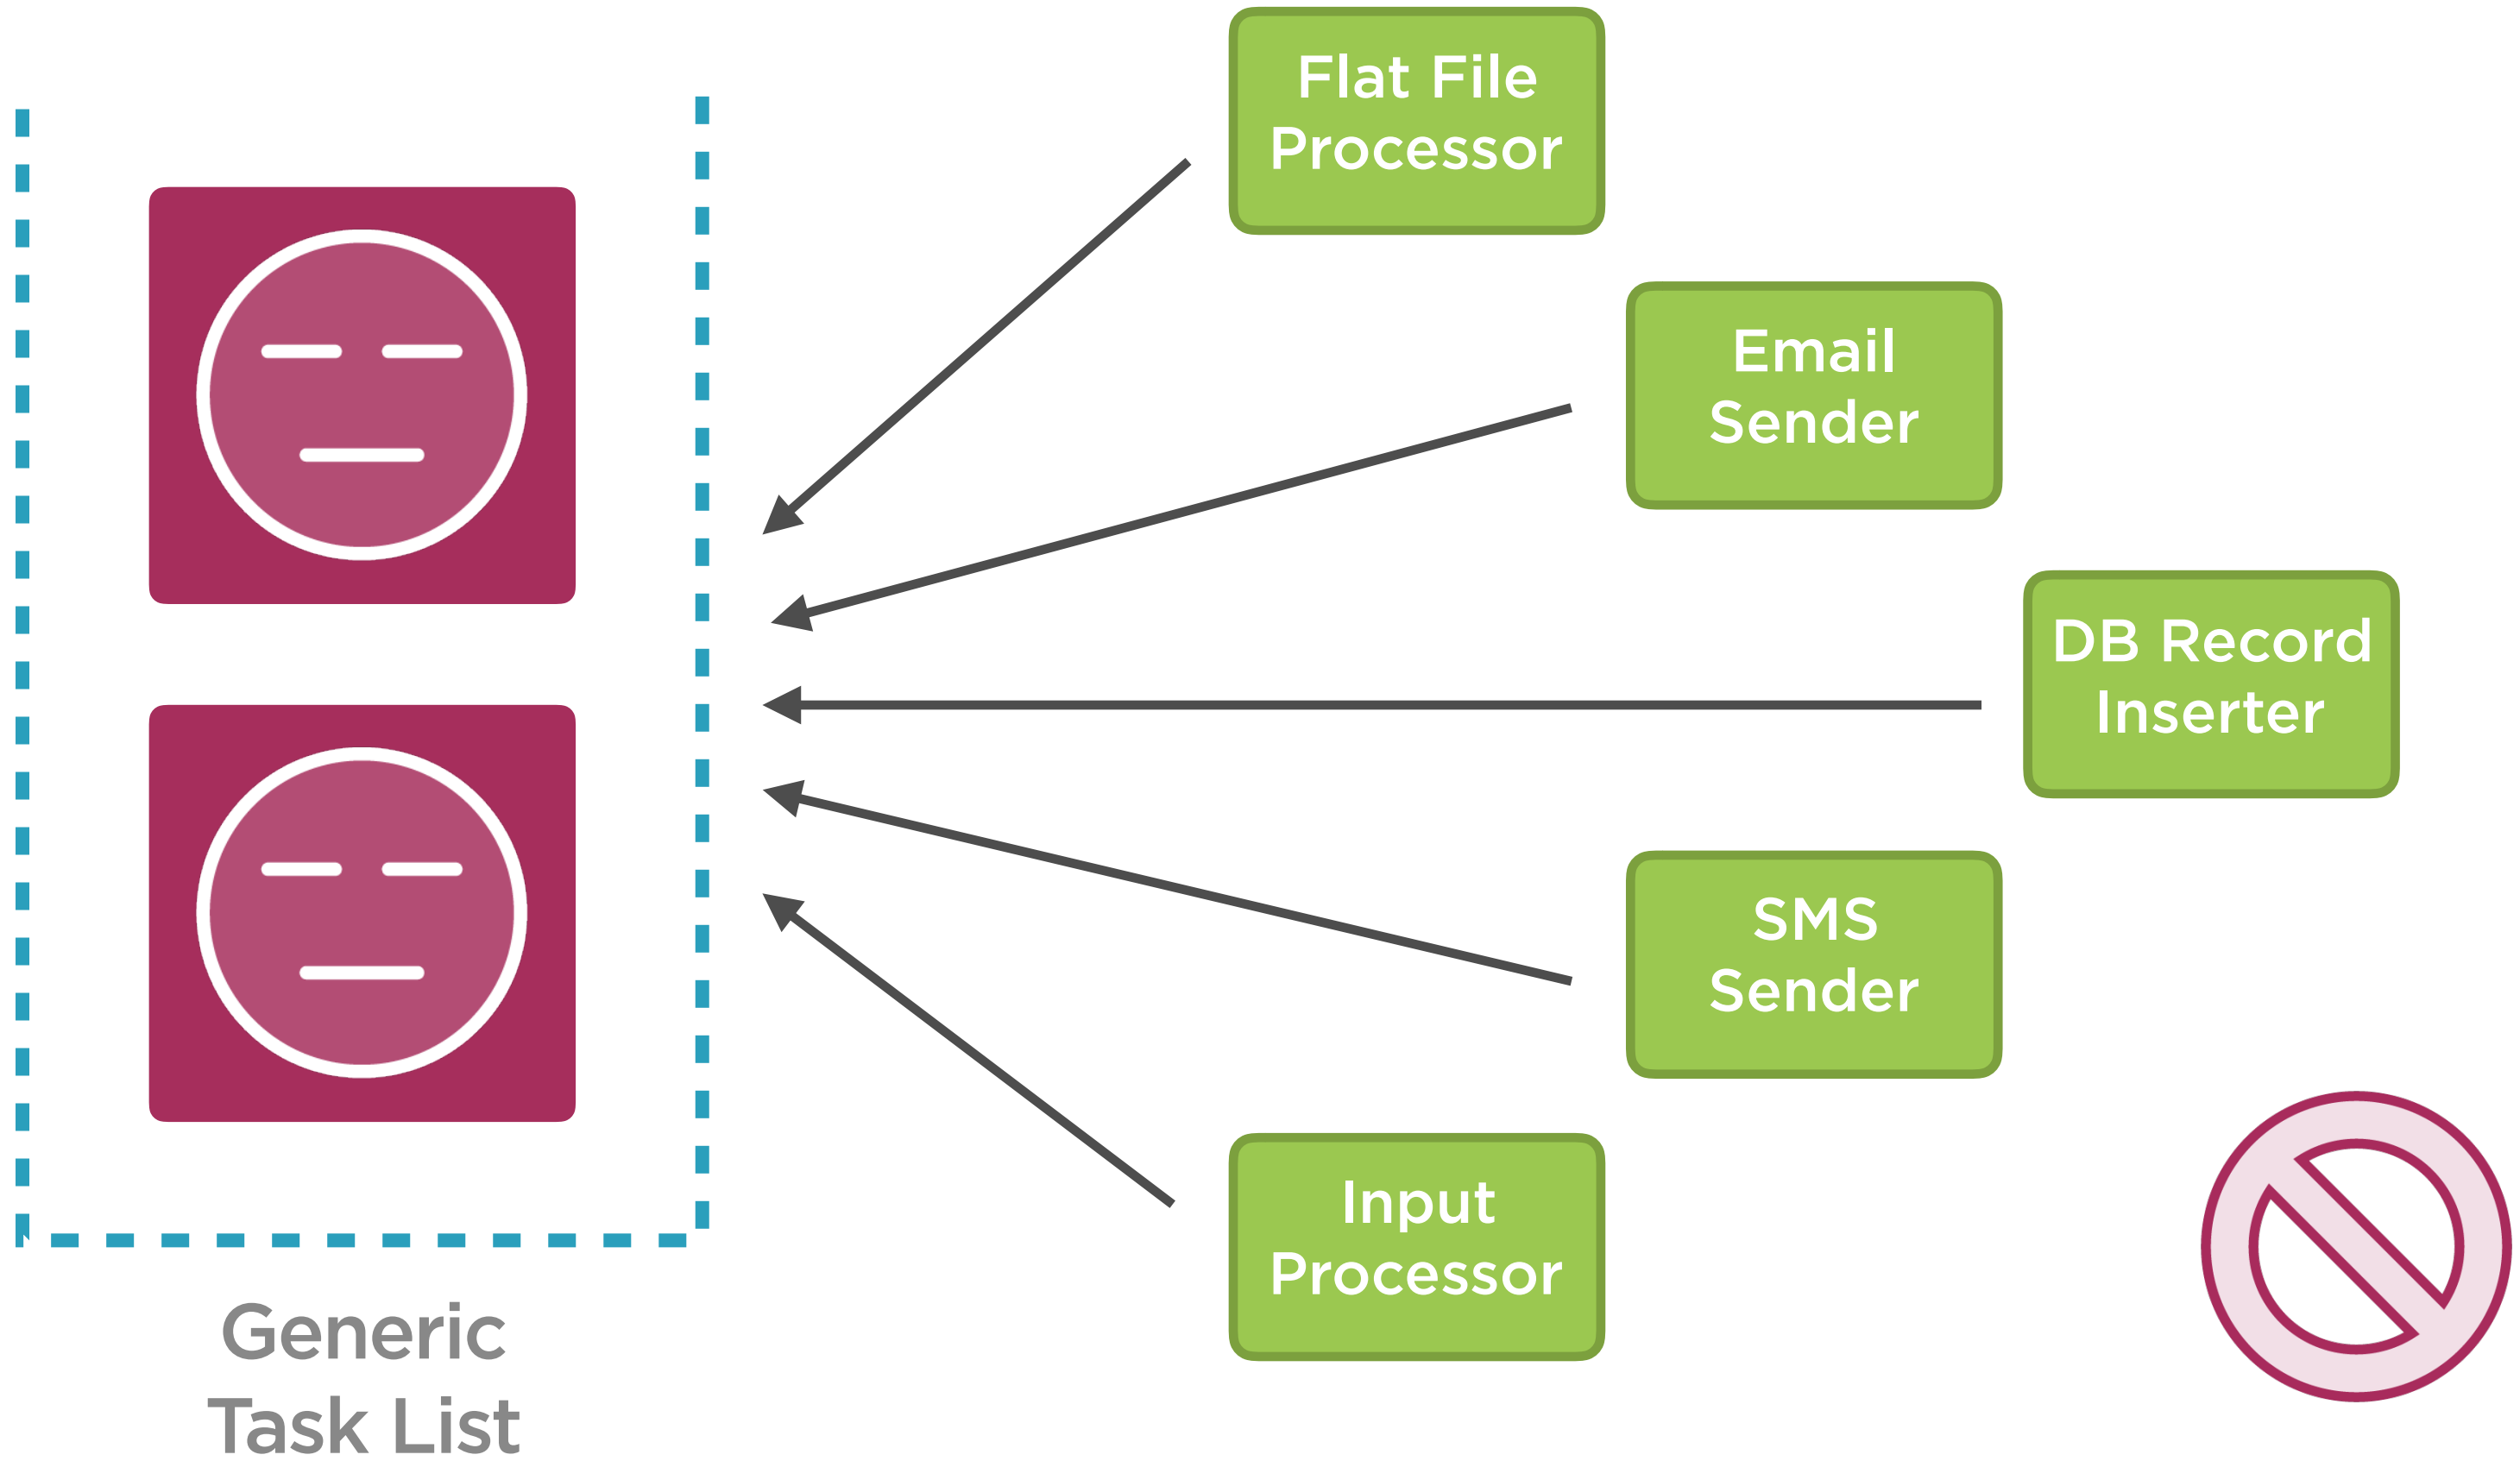 Flat File
Processor
Email
Sender
DB Record
Inserter
SMS
Sender
Input
Processor
Generic
Task List